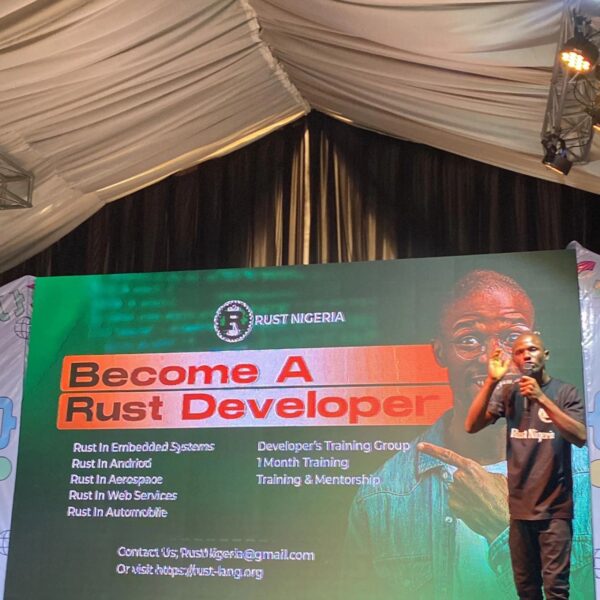 RUST NIGERIA
Become A
Rust Developer
Rust In Embedded Systems
Rust In Andriod
Rust In Aerospace
Rust In Web Services
Rust In Automobile
Developer's Training Group
1 Month Training
Training & Mentorship
Contact Us; RustNigeria@gmail.com
Or visit https://rust-lang.org
Rust Nigeria